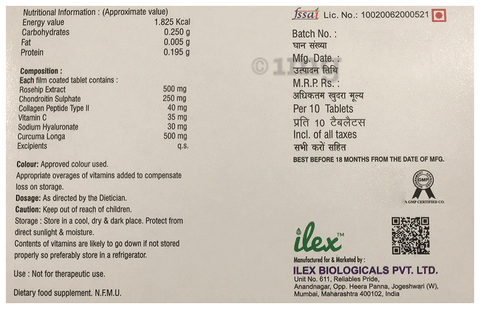 Nutritional Information : (Approximate value)
Energy value 1.825 Kcal
Carbohydrates 0.250 g
Fat 0.005 g
Protein 0.195 g
Composition :
Each film coated tablet contains :
Rosehip Extract 500 mg
Chondroitin Sulphate 250 mg
Collagen Peptide Type II 40 mg
Vitamin C 35 mg
Sodium Hyaluronate 30 mg
Curcuma Longa 500 mg
Excipients q.s.
Colour: Approved colour used.
Appropriate overages of vitamins added to compensate
loss on storage.
Dosage: As directed by the Dietician.
Caution: Keep out of reach of children.
Storage : Store in a cool, dry & dark place. Protect from
direct sunlight & moisture.
Contents of vitamins are likely to go down if not stored
properly so preferably store in a refrigerator.
Use : Not for therapeutic use.
Dietary food supplement. N.F.M.U.
fssai Lic. No.: 10020062000521
Batch No. :
घान संख्या
Mfg. Date. :
उत्पादन तिथि
M.R.P. Rs. :
अधिकतम खुदरा मूल्य
Per 10 Tablets
प्रति 10 टैबलेटस
Incl. of all taxes
सभी करों सहित
BEST BEFORE 18 MONTHS FROM THE DATE OF MFG.
GMP
A GMP CERTIFIED CO.
ilex™
Manufactured for & Marketed by :
ILEX BIOLOGICALS PVT. LTD.
Unit No. 611, Reliables Pride,
Anandnagar, Opp. Heera Panna, Jogeshwari (W),
Mumbai, Maharashtra 400102, India
© 1mg